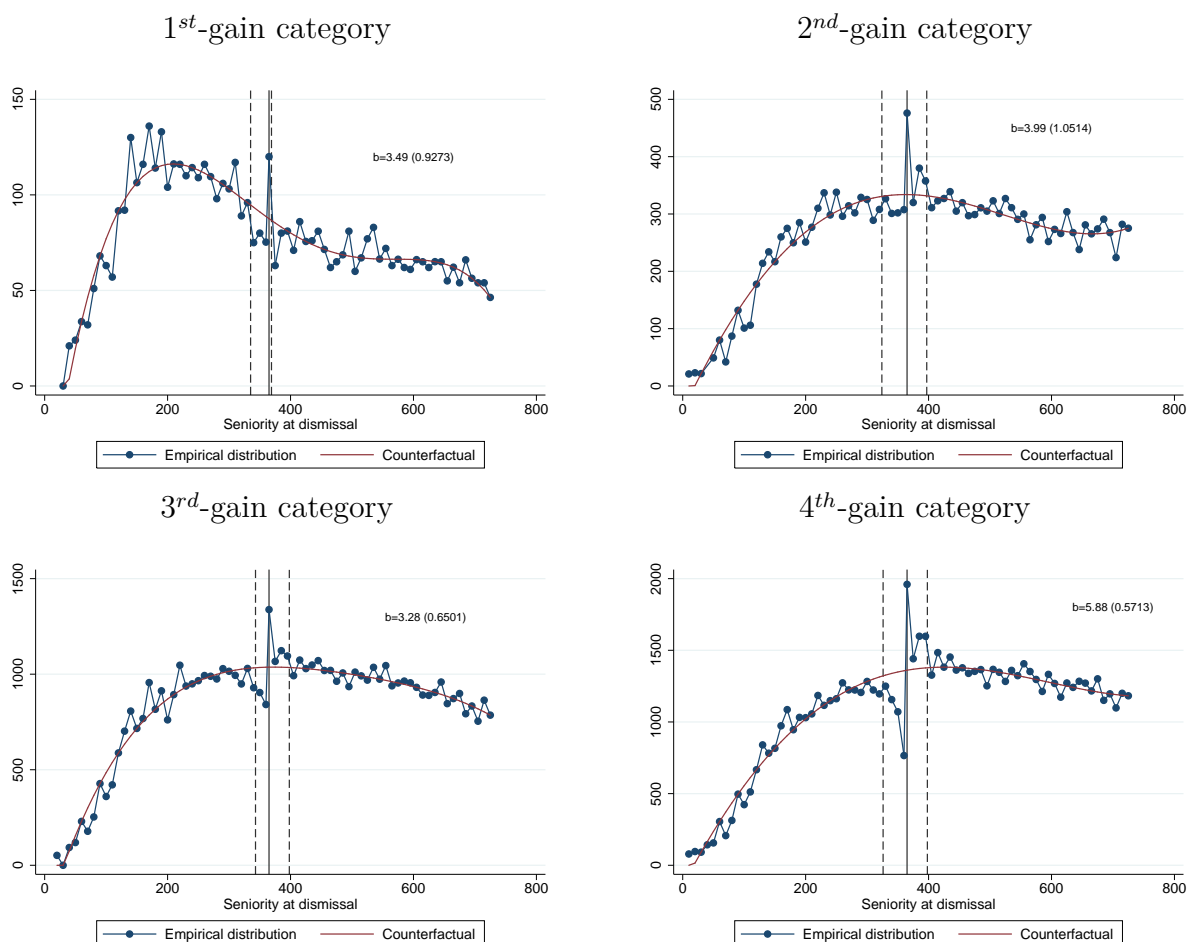 1st-gain category
0 50 100 150
b=3.49 (0.9273)
0 200 400 600 800
Seniority at dismissal
Empirical distribution Counterfactual
2nd-gain category
0 100 200 300 400 500
b=3.99 (1.0514)
0 200 400 600 800
Seniority at dismissal
Empirical distribution Counterfactual
3rd-gain category
0 500 1000 1500
b=3.28 (0.6501)
0 200 400 600 800
Seniority at dismissal
Empirical distribution Counterfactual
4th-gain category
0 500 1000 1500 2000
b=5.88 (0.5713)
0 200 400 600 800
Seniority at dismissal
Empirical distribution Counterfactual